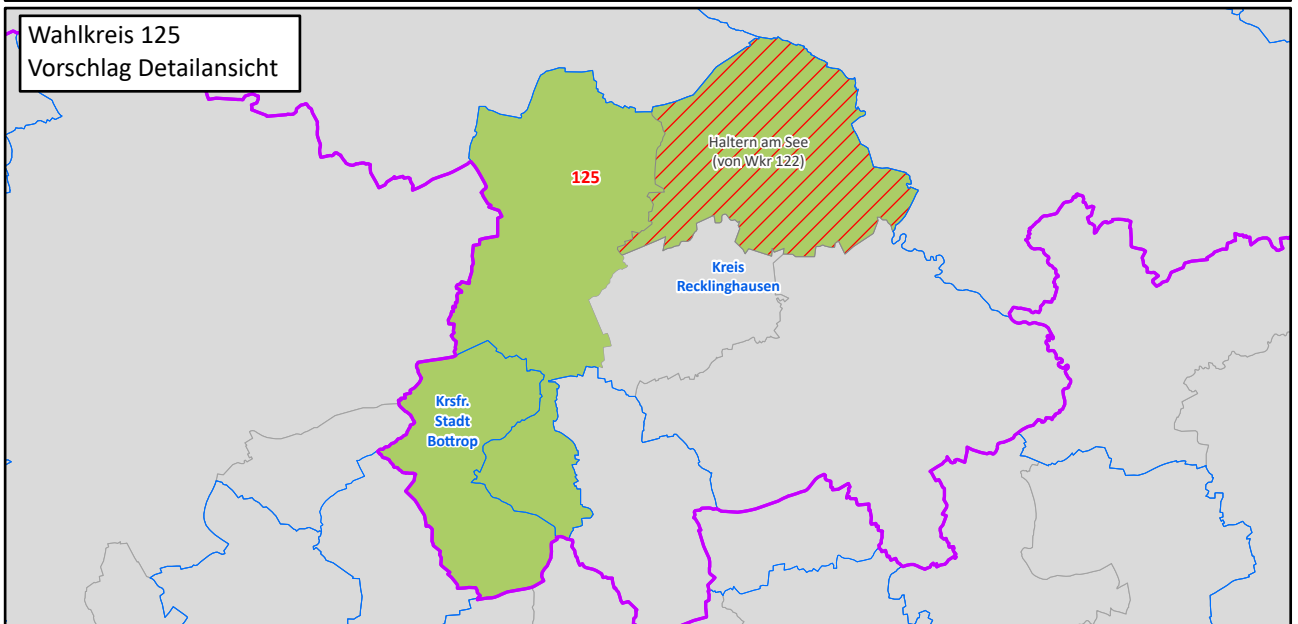 Wahlkreis 125
Vorschlag Detailansicht
Haltern am See
(von Wkr 122)
125
Kreis
Recklinghausen
Krsfr.
Stadt
Bottrop